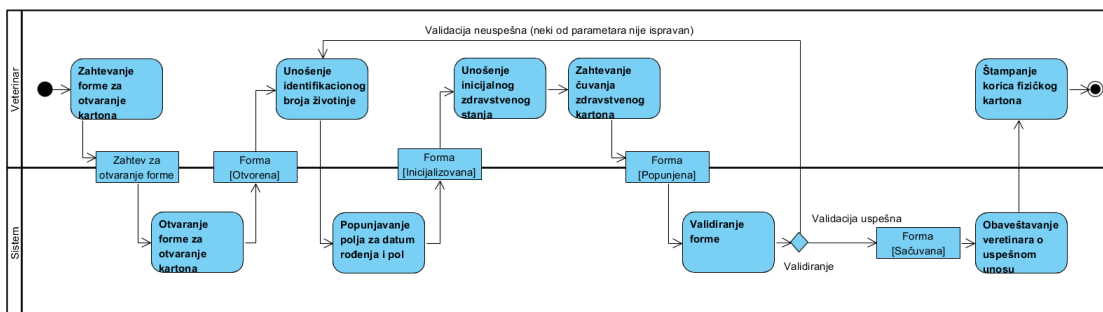 Validacija neuspešna (neki od parametara nije ispravan)
Veterinar
Zahtevanje
forme za
otvaranje
kartona
Unošenje
identifikacionog
broja životinje
Unošenje
inicijalnog
zdravstvenog
stanja
Zahtevanje
čuvanja
zdravstvenog
kartona
Štampanje
korica fizičkog
kartona
Zahtev za
otvaranje forme
Forma
[Otvorena]
Forma
[Inicijalizovana]
Forma
[Popunjena]
Sistem
Otvaranje
forme za
otvaranje
kartona
Popunjavanje
polja za datum
rođenja i pol
Validiranje
forme
Validacija uspešna
Validiranje
Forma
[Sačuvana]
Obaveštavanje
veretinara o
uspešnom
unosu